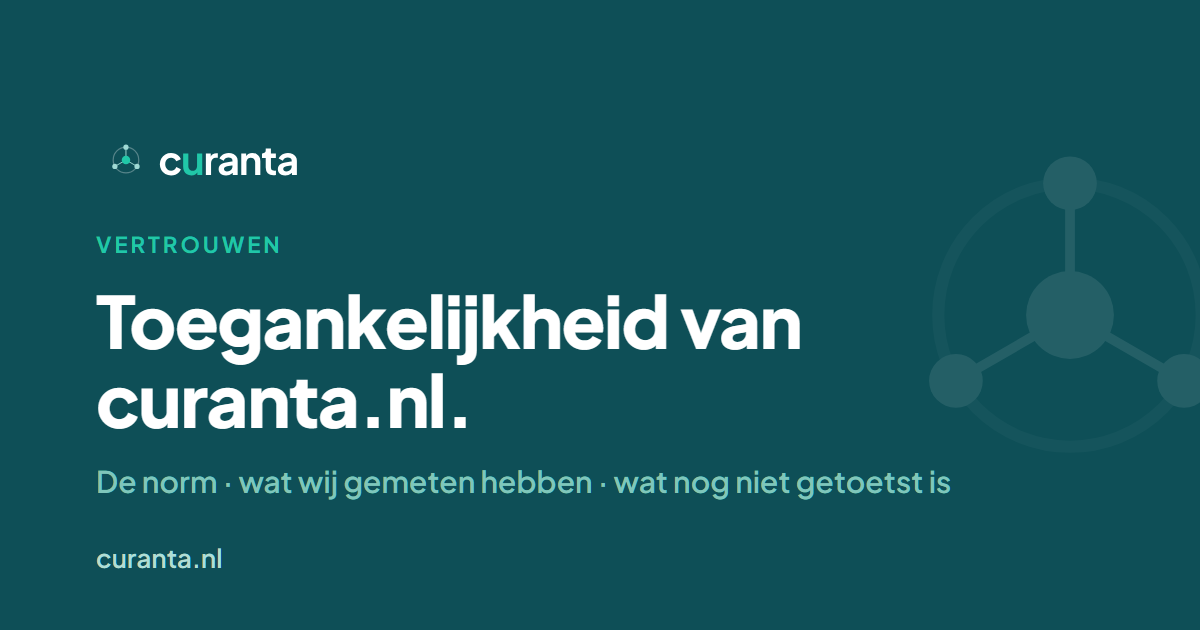 curanta
VERTROUWEN
Toegankelijkheid van
curanta.nl.
De norm · wat wij gemeten hebben · wat nog niet getoetst is
curanta.nl